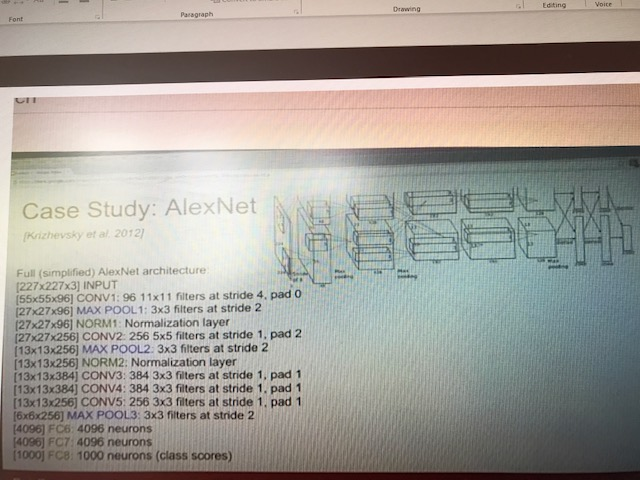 Font
Paragraph
Drawing
Editing
Voice
Case Study: AlexNet
[Krizhevsky et al. 2012]
Full (simplified) AlexNet architecture:
[227x227x3] INPUT
[55x55x96] CONV1: 96 11x11 filters at stride 4, pad 0
[27x27x96] MAX POOL1: 3x3 filters at stride 2
[27x27x96] NORM1: Normalization layer
[27x27x256] CONV2: 256 5x5 filters at stride 1, pad 2
[13x13x256] MAX POOL2: 3x3 filters at stride 2
[13x13x256] NORM2: Normalization layer
[13x13x384] CONV3: 384 3x3 filters at stride 1, pad 1
[13x13x384] CONV4: 384 3x3 filters at stride 1, pad 1
[13x13x256] CONV5: 256 3x3 filters at stride 1, pad 1
[6x6x256] MAX POOL3: 3x3 filters at stride 2
[4096] FC6: 4096 neurons
[4096] FC7: 4096 neurons
[1000] FC8: 1000 neurons (class scores)
Max
pooling
Max
pooling
Max
pooling